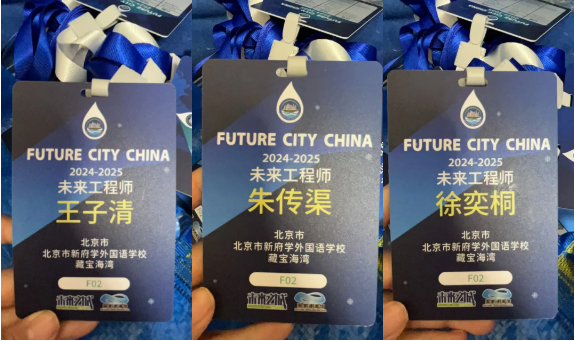 FUTURE CITY CHINA
2024-2025
未来工程师
王子清
北京市
北京市新府学外国语学校
藏宝海湾
F02
FUTURE CITY CHINA
2024-2025
未来工程师
朱传渠
北京市
北京市新府学外国语学校
藏宝海湾
F02
FUTURE CITY CHINA
2024-2025
未来工程师
徐奕桐
北京市
北京市新府学外国语学校
藏宝海湾
F02